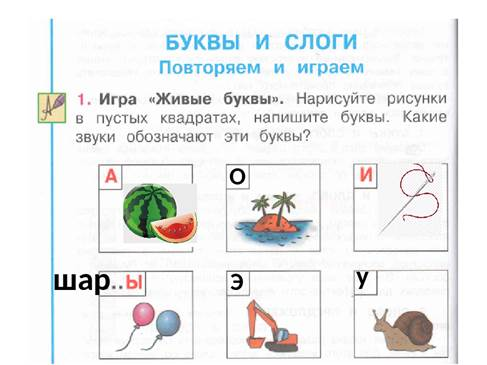 БУКВЫ И СЛОГИ
Повторяем и играем
1. Игра «Живые буквы». Нарисуйте рисунки
в пустых квадратах, напишите буквы. Какие
звуки обозначают эти буквы?
А
О
И
шар..ы
Э
У